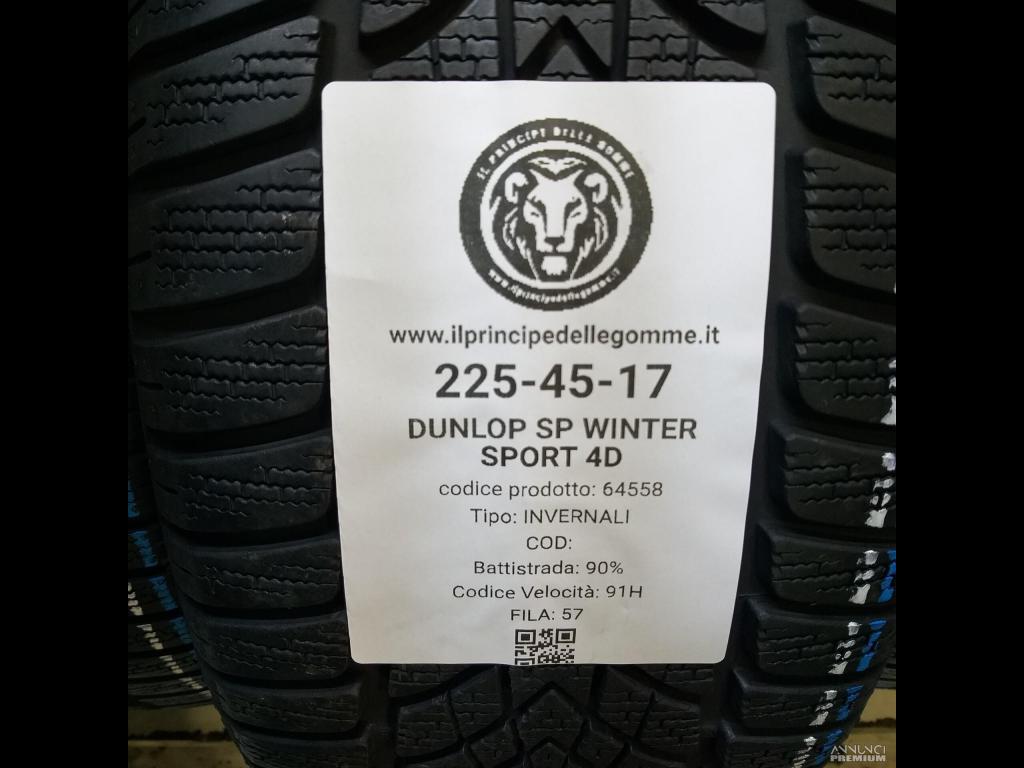 IL PRINCIPE DELLE GOMME
www.ilprincipedellegomme.it
www.ilprincipedellegomme.it
225-45-17
DUNLOP SP WINTER
SPORT 4D
codice prodotto: 64558
Tipo: INVERNALI
COD:
Battistrada: 90%
Codice Velocità: 91H
FILA: 57
ANNUNCI
PREMIUM